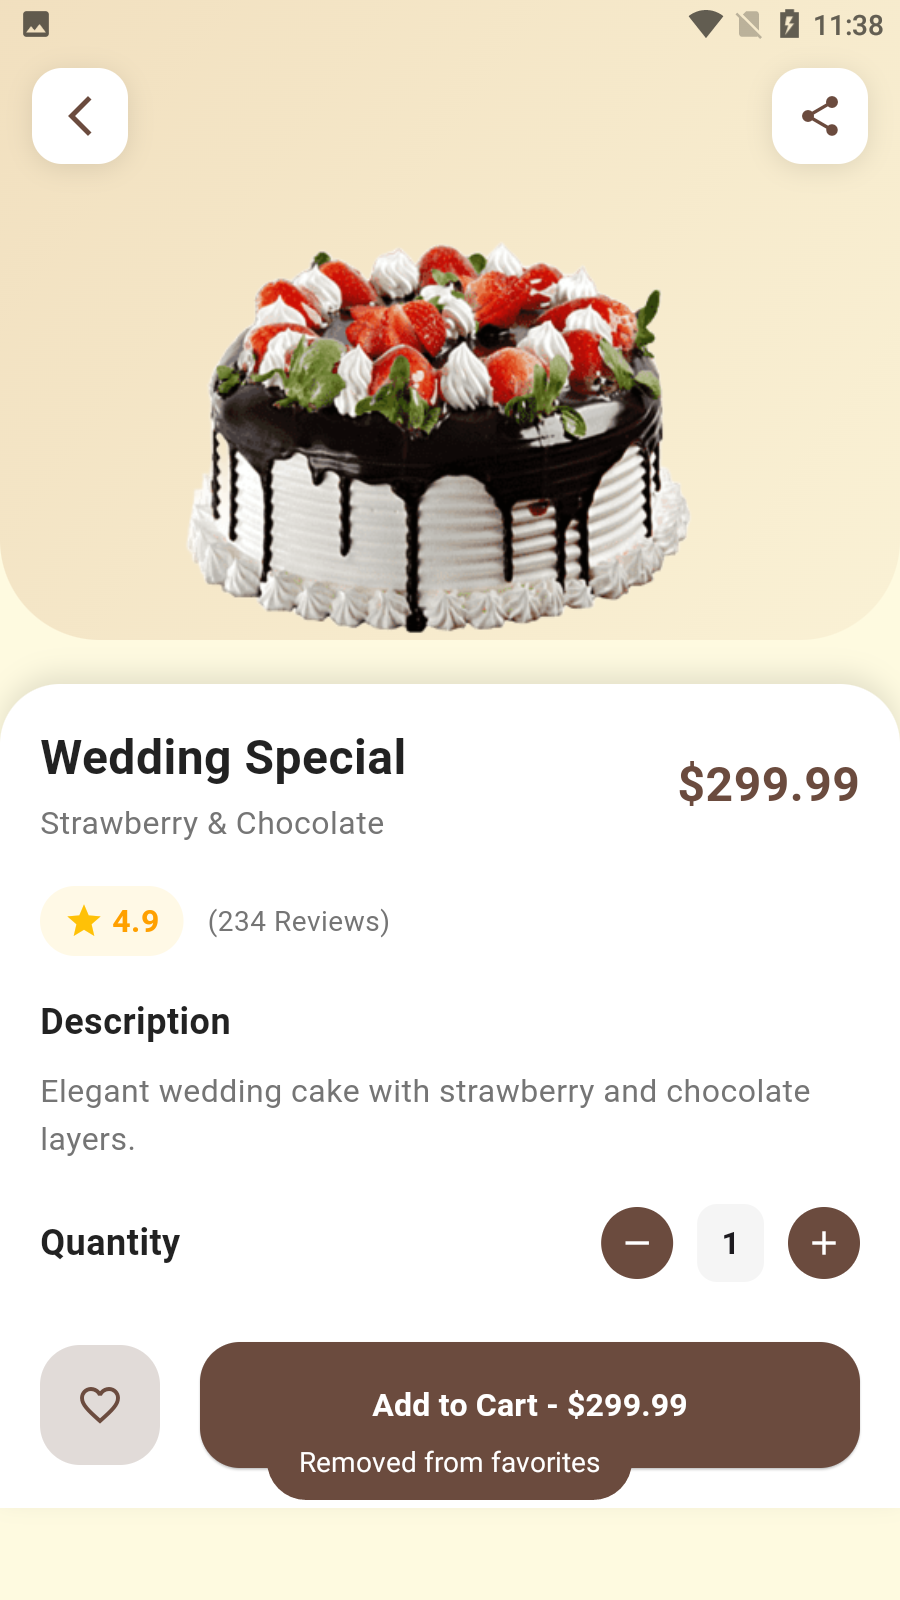 11:38
Wedding Special
$299.99
Strawberry & Chocolate
4.9 (234 Reviews)
Description
Elegant wedding cake with strawberry and chocolate
layers.
Quantity
1
Add to Cart - $299.99
Removed from favorites